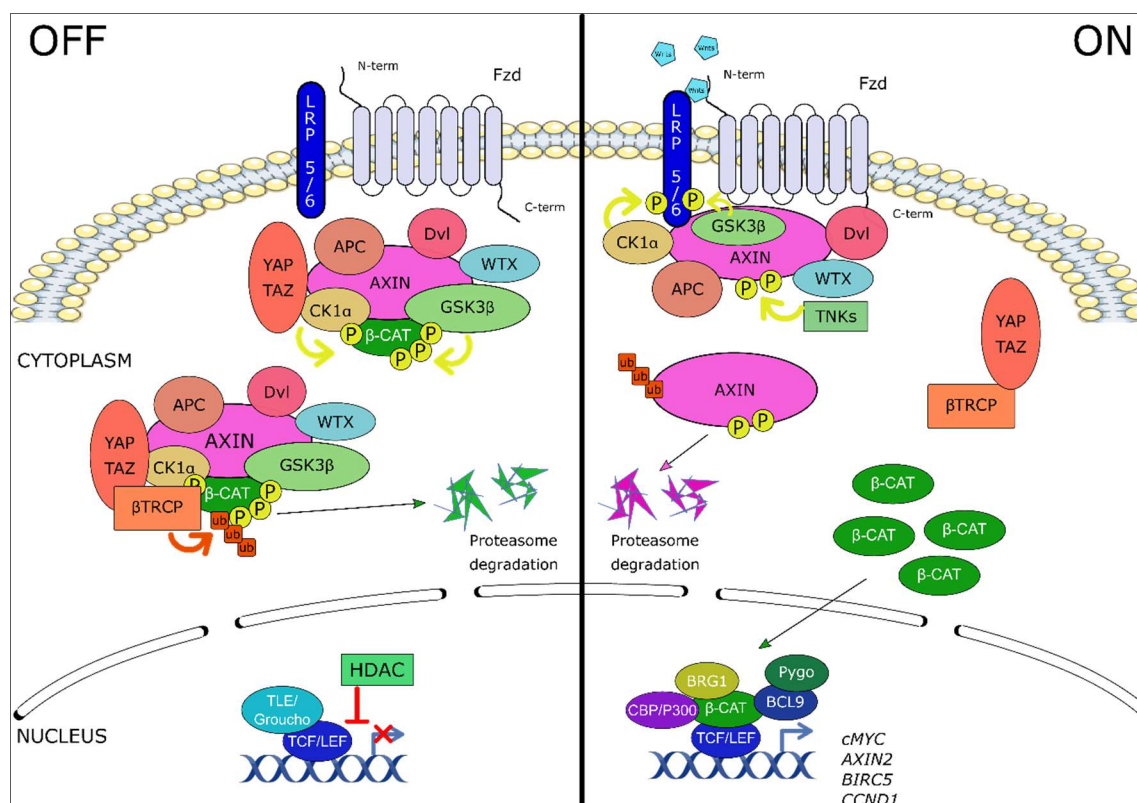 OFF
N-term
Fzd
LRP 5/6
C-term
YAP
TAZ
APC
Dvl
AXIN
WTX
CK1α
GSK3β
P
β-CAT
P
P
P
CYTOPLASM
APC
Dvl
YAP
TAZ
AXIN
WTX
CK1α
GSK3β
P
β-CAT
P
P
P
βTRCP
ub
ub
ub
Proteasome
degradation
HDAC
TLE/
Groucho
TCF/LEF
NUCLEUS
ON
Wnts
Wnts
Wnts
N-term
Fzd
LRP 5/6
C-term
P
P
CK1α
GSK3β
Dvl
AXIN
APC
WTX
P
P
TNKs
YAP
TAZ
βTRCP
ub
ub
ub
AXIN
P
P
Proteasome
degradation
β-CAT
β-CAT
β-CAT
β-CAT
BRG1
Pygo
CBP/P300
β-CAT
BCL9
TCF/LEF
cMYC
AXIN2
BIRC5
CCND1